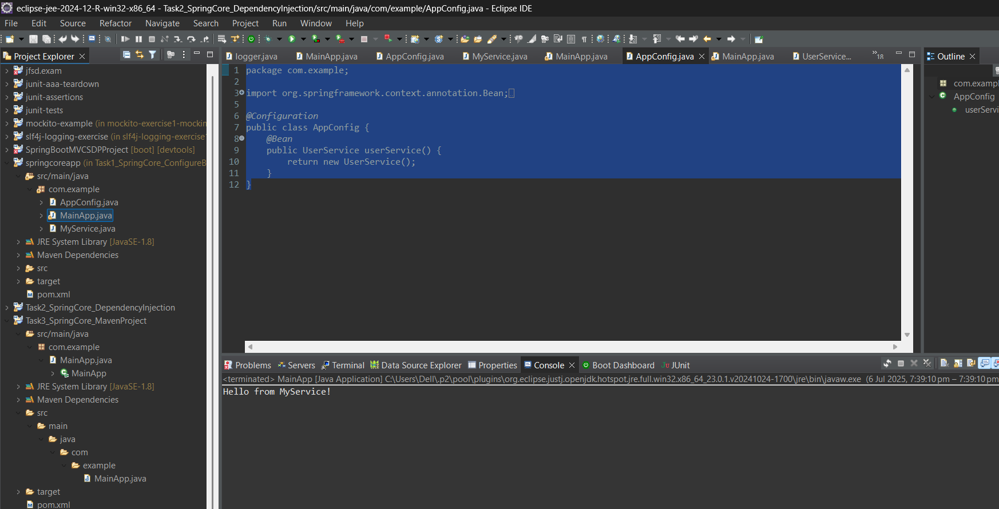 eclipse-jee-2024-12-R-win32-x86_64 - Task2_SpringCore_DependencyInjection/src/main/java/com/example/AppConfig.java - Eclipse IDE
File Edit Source Refactor Navigate Search Project Run Window Help
Project Explorer
jfsd.exam
junit-aaa-teardown
junit-assertions
junit-tests
mockito-example (in mockito-exercise1-mockin
slf4j-logging-exercise (in slf4j-logging-exercise
SpringBootMVCSDPProject [boot] [devtools]
springcoreapp (in Task1_SpringCore_ConfigureB
src/main/java
com.example
AppConfig.java
MainApp.java
MyService.java
JRE System Library [JavaSE-1.8]
Maven Dependencies
src
target
pom.xml
Task2_SpringCore_DependencyInjection
Task3_SpringCore_MavenProject
src/main/java
com.example
MainApp.java
MainApp
JRE System Library [JavaSE-1.8]
Maven Dependencies
src
main
java
com
example
MainApp.java
target
pom.xml
logger.java MainApp.java AppConfig.java MyService.java MainApp.java AppConfig.java MainApp.java UserService... »18
1 package com.example;
2
3 import org.springframework.context.annotation.Bean;
5
6 @Configuration
7 public class AppConfig {
8 @Bean
9 public UserService userService() {
10 return new UserService();
11 }
12 }
Outline
com.exampl
AppConfig
userServi
Problems Servers Terminal Data Source Explorer Properties Console Boot Dashboard JUnit
<terminated> MainApp [Java Application] C:\Users\Dell\.p2\pool\plugins\org.eclipse.justj.openjdk.hotspot.jre.full.win32.x86_64_23.0.1.v20241024-1700\jre\bin\javaw.exe (6 Jul 2025, 7:39:10 pm – 7:39:10 pm
Hello from MyService!